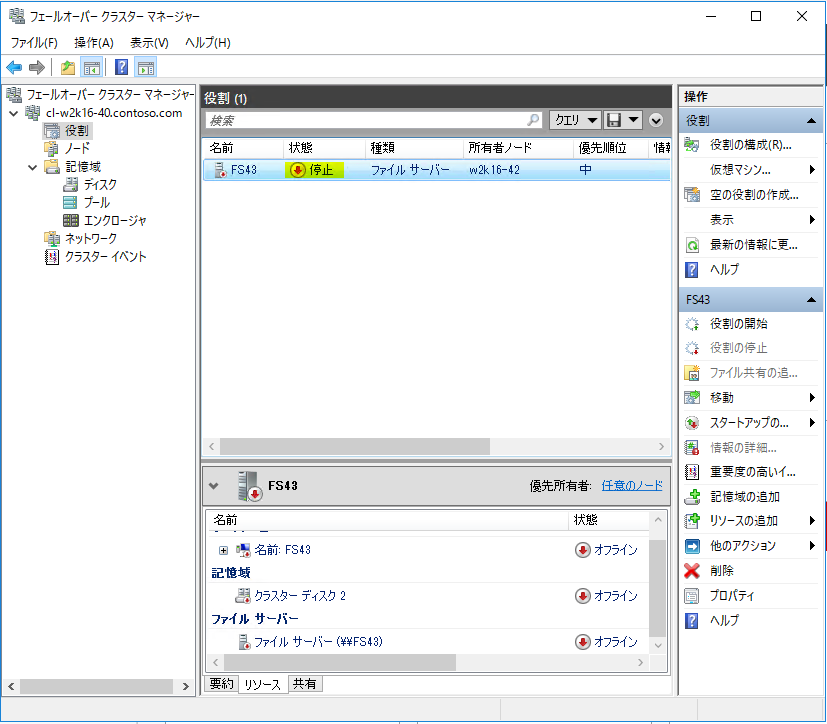 フェールオーバー クラスター マネージャー
ファイル(F) 操作(A) 表示(V) ヘルプ(H)
フェールオーバー クラスター マネージャー
cl-w2k16-40.contoso.com
役割
ノード
記憶域
ディスク
プール
エンクロージャ
ネットワーク
クラスター イベント
役割 (1)
検索
クエリ
名前 状態 種類 所有者ノード 優先順位 情報
FS43 停止 ファイル サーバー w2k16-42 中
FS43 優先所有者: 任意のノード
名前 状態
名前: FS43 オフライン
記憶域
クラスター ディスク 2 オフライン
ファイル サーバー
ファイル サーバー (¥¥FS43) オフライン
要約 リソース 共有
操作
役割
役割の構成(R)...
仮想マシン...
空の役割の作成...
表示
最新の情報に更...
ヘルプ
FS43
役割の開始
役割の停止
ファイル共有の追...
移動
スタートアップの...
情報の詳細...
重要度の高いイ...
記憶域の追加
リソースの追加
他のアクション
削除
プロパティ
ヘルプ